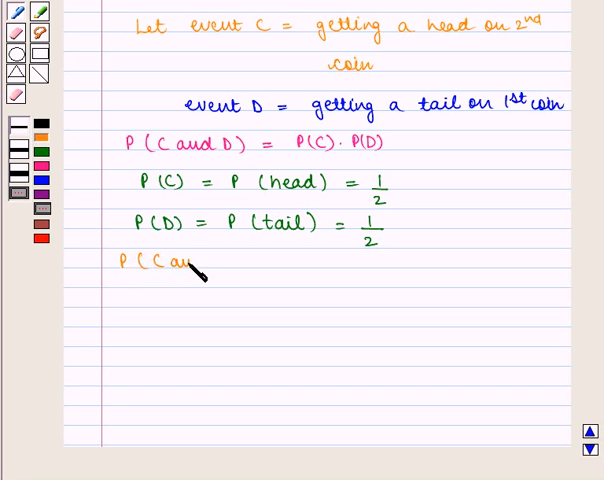 Let event C = getting a head on 2nd
coin
event D = getting a tail on 1st coin
P (C and D) = P(C) · P(D)
P (C) = P (head) = 1/2
P (D) = P (tail) = 1/2
P (C